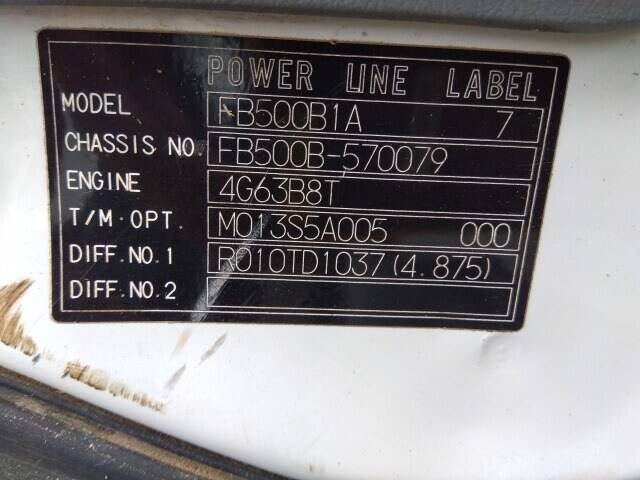 POWER LINE LABEL
MODEL FB500B1A 7
CHASSIS NO. FB500B-570079
ENGINE 4G63B8T
T/M·OPT. M013S5A005 000
DIFF.NO.1 R010TD1037(4.875)
DIFF.NO.2